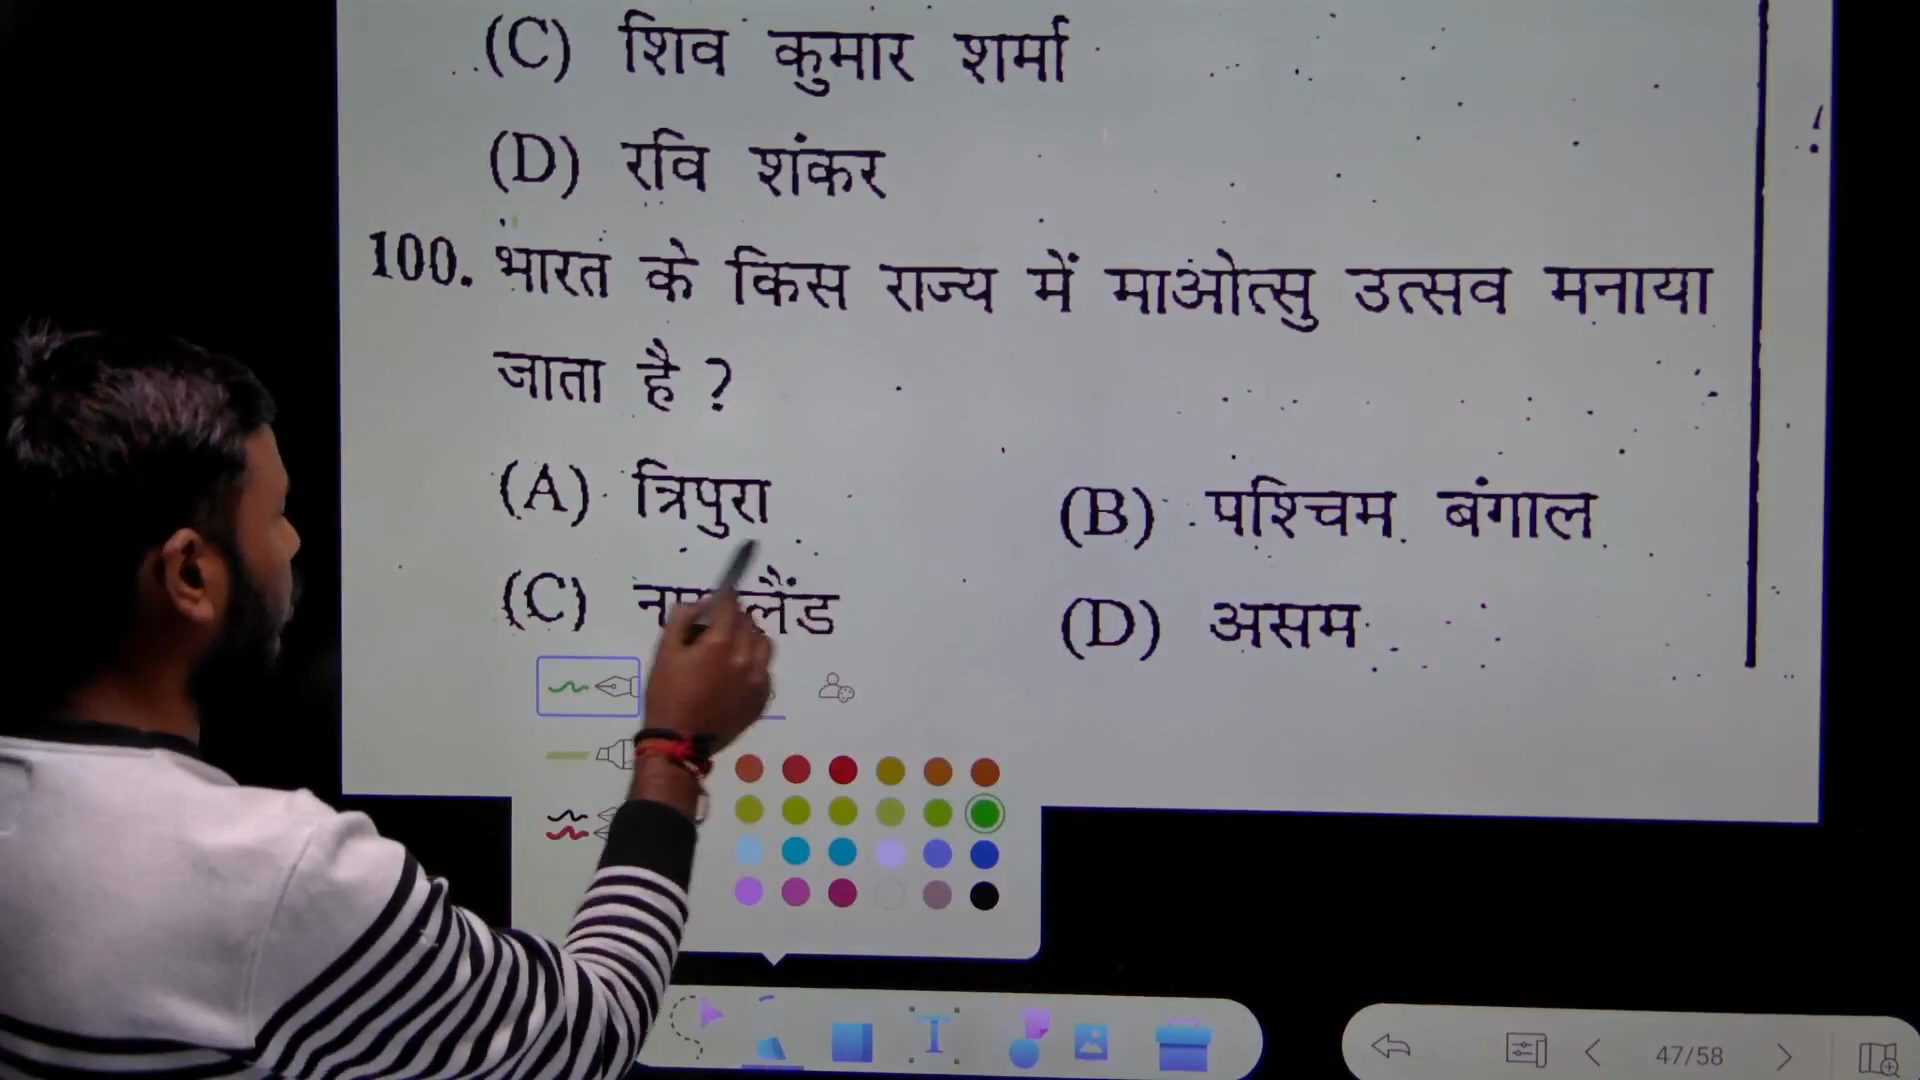 (C) शिव कुमार शर्मा
(D) रवि शंकर
100. भारत के किस राज्य में माओत्सु उत्सव मनाया
जाता है ?
(A) त्रिपुरा
(B) पश्चिम बंगाल
(C)
(D) असम
47/58